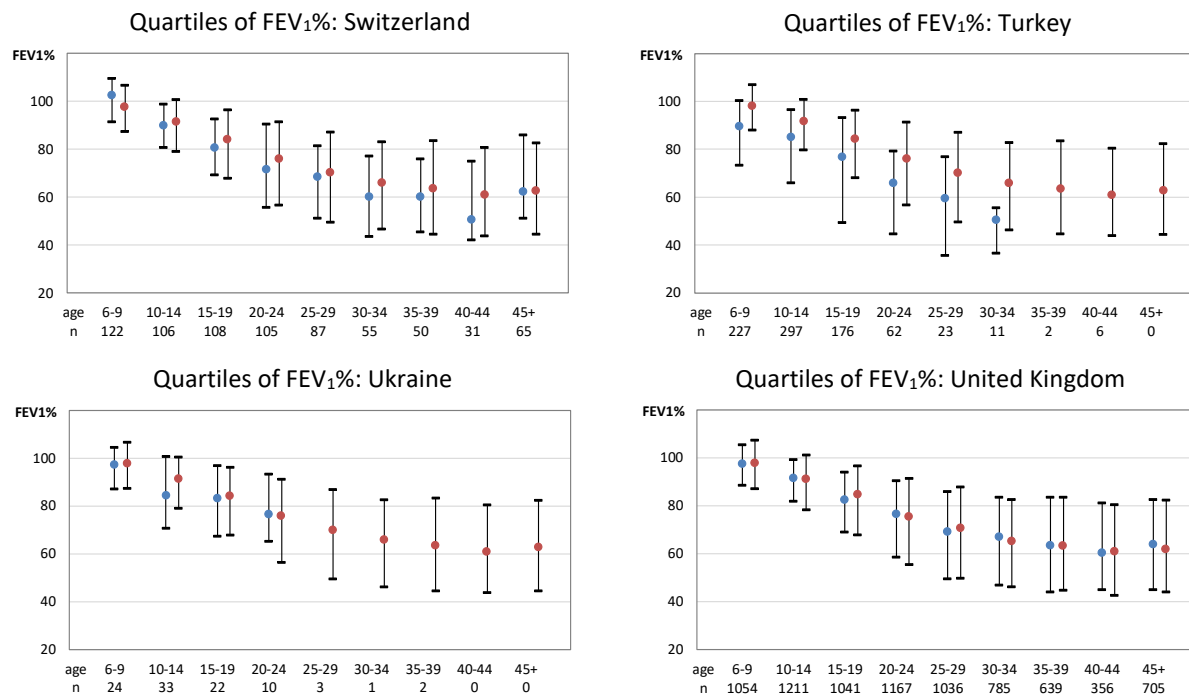 Quartiles of FEV₁%: Switzerland
FEV1%
100
80
60
40
20
age 6-9 10-14 15-19 20-24 25-29 30-34 35-39 40-44 45+
n 122 106 108 105 87 55 50 31 65
Quartiles of FEV₁%: Turkey
FEV1%
100
80
60
40
20
age 6-9 10-14 15-19 20-24 25-29 30-34 35-39 40-44 45+
n 227 297 176 62 23 11 2 6 0
Quartiles of FEV₁%: Ukraine
FEV1%
100
80
60
40
20
age 6-9 10-14 15-19 20-24 25-29 30-34 35-39 40-44 45+
n 24 33 22 10 3 1 2 0 0
Quartiles of FEV₁%: United Kingdom
FEV1%
100
80
60
40
20
age 6-9 10-14 15-19 20-24 25-29 30-34 35-39 40-44 45+
n 1054 1211 1041 1167 1036 785 639 356 705